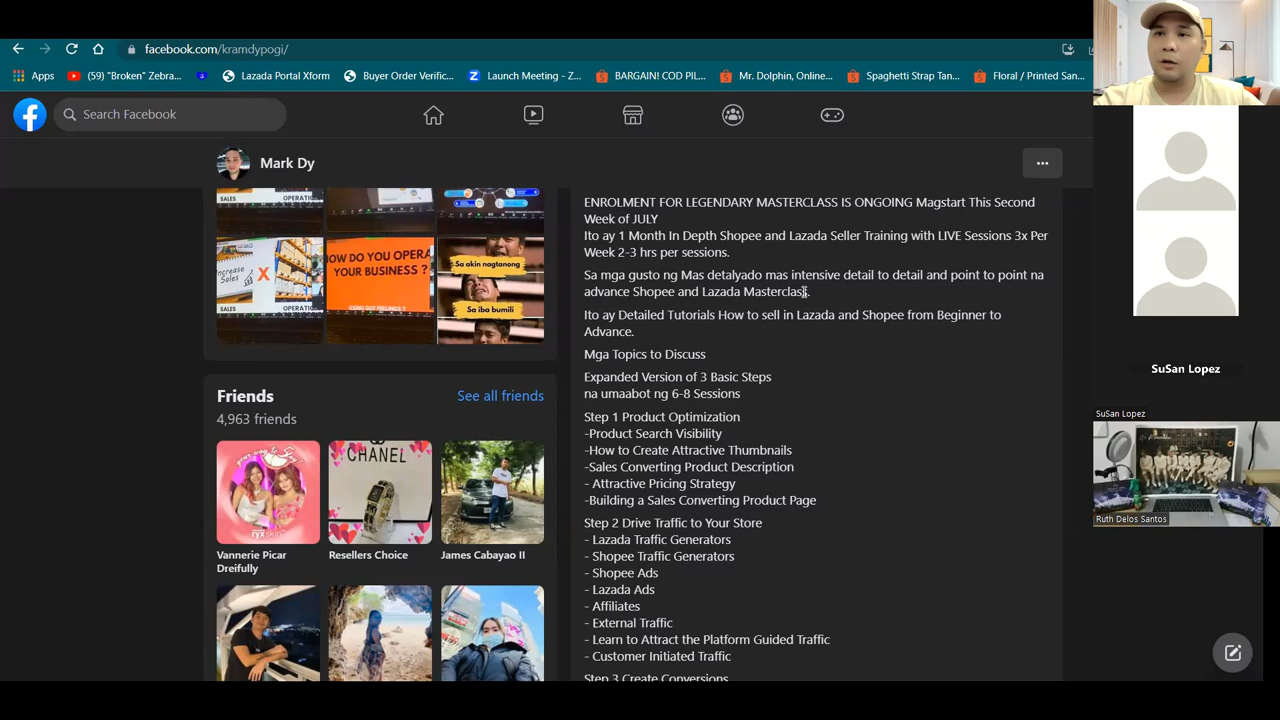 facebook.com/kramdypogi/
Apps
(59) "Broken" Zebra...
Lazada Portal Xform
Buyer Order Verific...
Launch Meeting - Z...
BARGAIN! COD PIL...
Mr. Dolphin, Online...
Spaghetti Strap Tan...
Floral / Printed San...
Search Facebook
Mark Dy
SALES
OPERATION
SALES
OPERATIO
Increase
Sales
X
HOW DO YOU OPERA
YOUR BUSINESS ?
Sa akin nagtanong
Sa iba bumili
Friends
See all friends
4,963 friends
CHANEL
Vannerie Picar
Dreifully
Resellers Choice
James Cabayao II
ENROLMENT FOR LEGENDARY MASTERCLASS IS ONGOING Magstart This Second
Week of JULY
Ito ay 1 Month In Depth Shopee and Lazada Seller Training with LIVE Sessions 3x Per
Week 2-3 hrs per sessions.
Sa mga gusto ng Mas detalyado mas intensive detail to detail and point to point na
advance Shopee and Lazada Masterclass.
Ito ay Detailed Tutorials How to sell in Lazada and Shopee from Beginner to
Advance.
Mga Topics to Discuss
Expanded Version of 3 Basic Steps
na umaabot ng 6-8 Sessions
Step 1 Product Optimization
-Product Search Visibility
-How to Create Attractive Thumbnails
-Sales Converting Product Description
- Attractive Pricing Strategy
-Building a Sales Converting Product Page
Step 2 Drive Traffic to Your Store
- Lazada Traffic Generators
- Shopee Traffic Generators
- Shopee Ads
- Lazada Ads
- Affiliates
- External Traffic
- Learn to Attract the Platform Guided Traffic
- Customer Initiated Traffic
Step 3 Create Conversions
SuSan Lopez
SuSan Lopez
Ruth Delos Santos